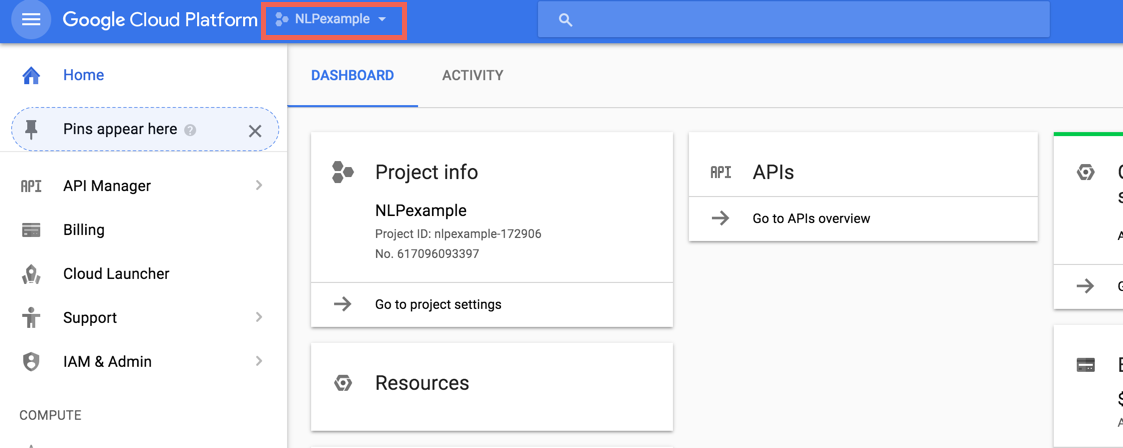 Google Cloud Platform
NLPexample
Home
DASHBOARD
ACTIVITY
Pins appear here
API Manager
Billing
Cloud Launcher
Support
IAM & Admin
COMPUTE
Project info
NLPexample
Project ID: nlpexample-172906
No. 617096093397
Go to project settings
Resources
API
APIs
Go to APIs overview